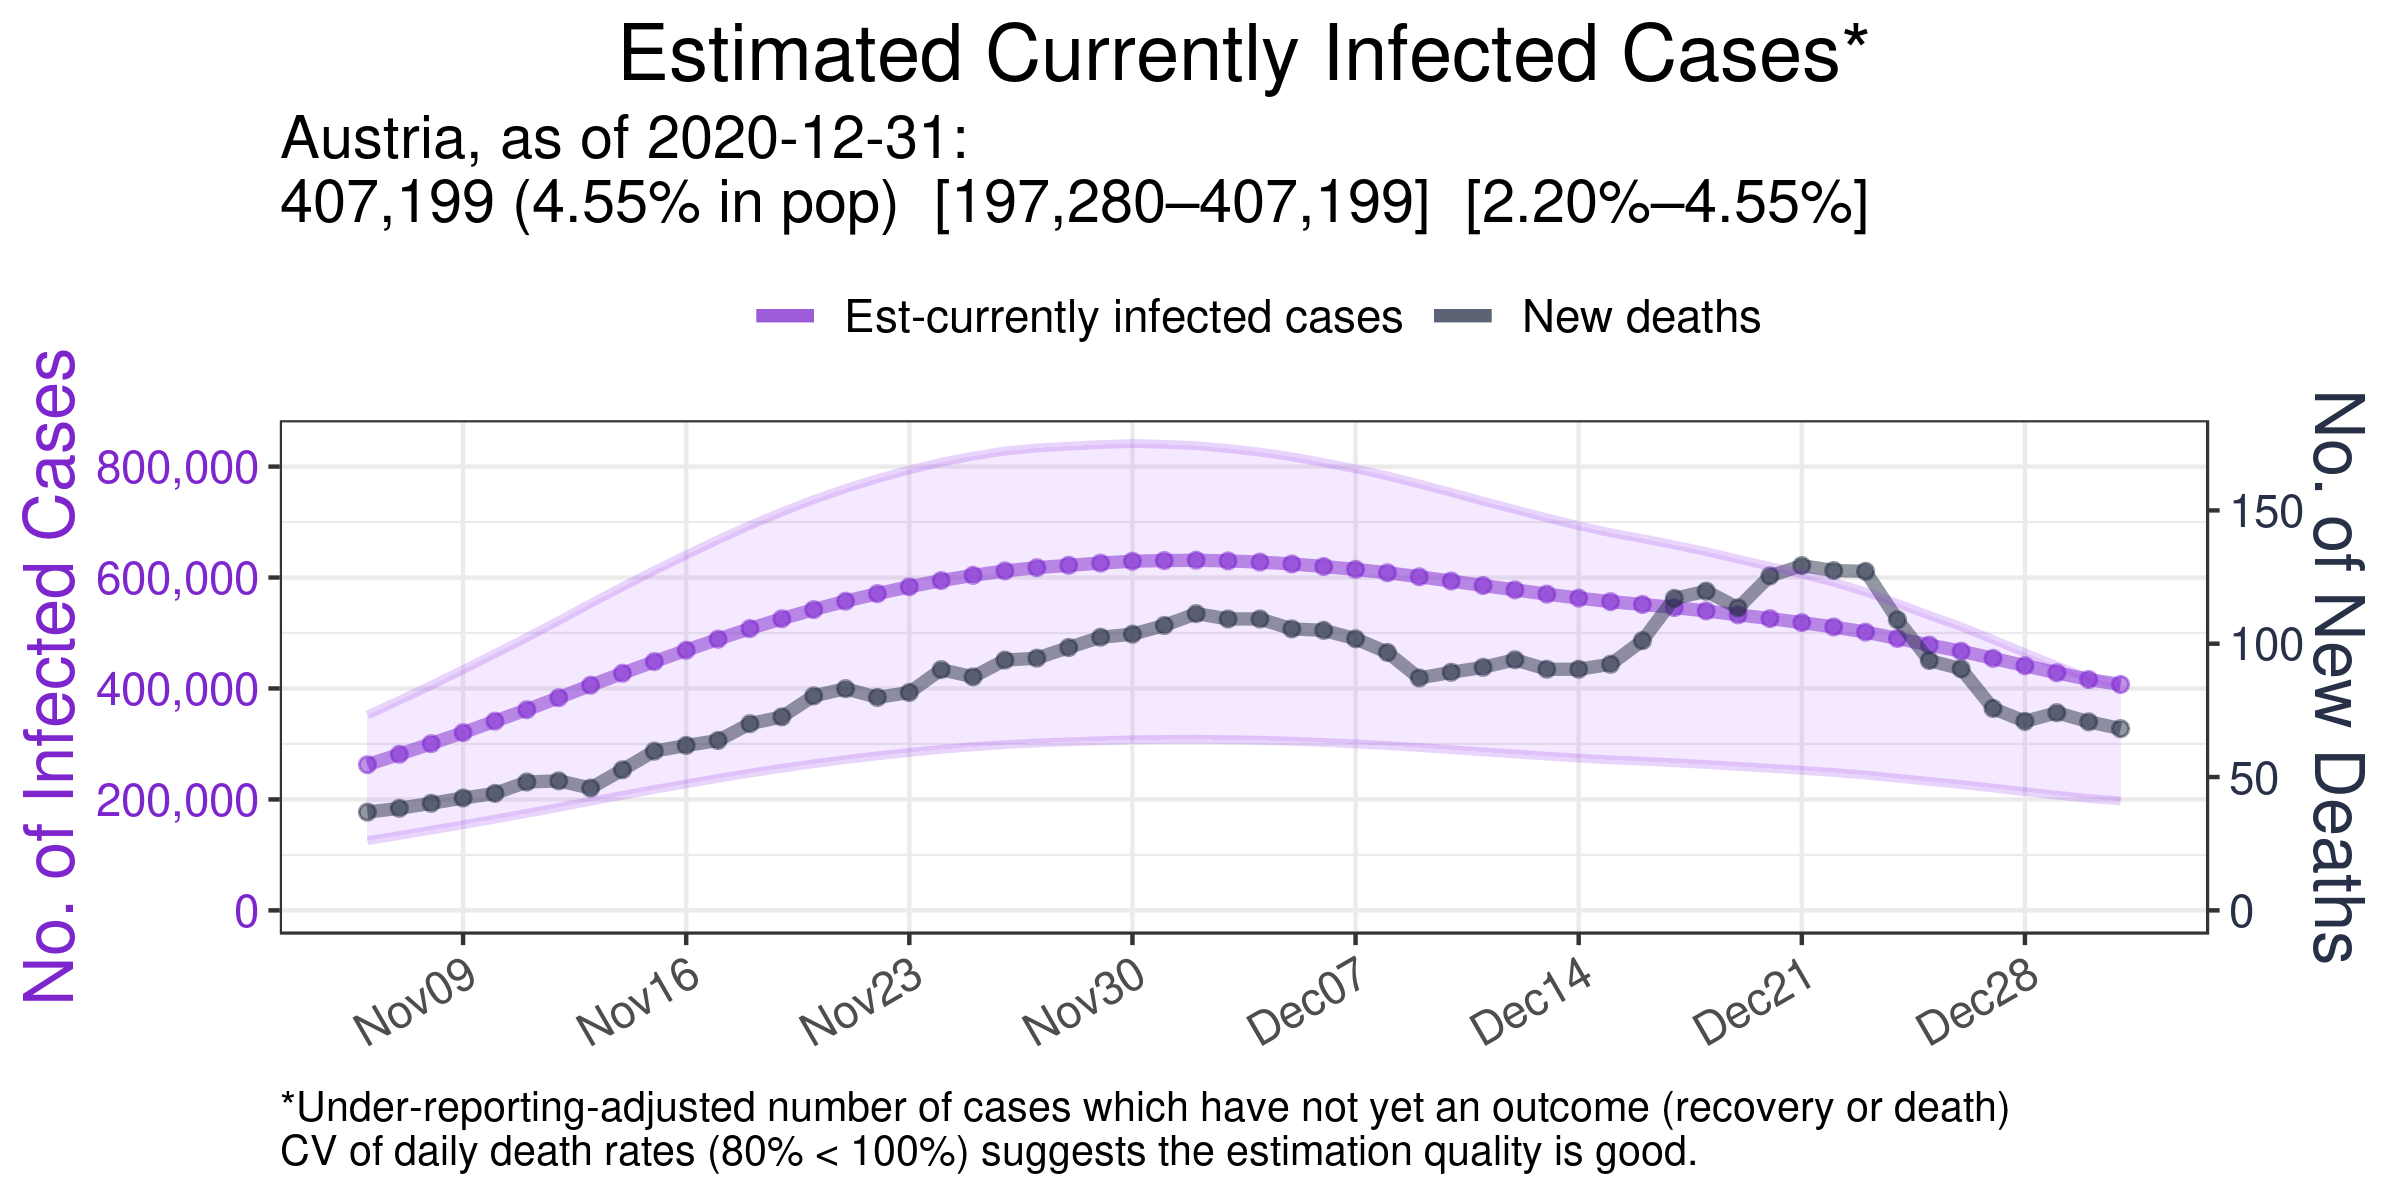 Estimated Currently Infected Cases*
Austria, as of 2020-12-31:
407,199 (4.55% in pop)  [197,280–407,199]  [2.20%–4.55%]
Est-currently infected cases
New deaths
No. of Infected Cases
800,000
600,000
400,000
200,000
0
No. of New Deaths
150
100
50
0
Nov09
Nov16
Nov23
Nov30
Dec07
Dec14
Dec21
Dec28
*Under-reporting-adjusted number of cases which have not yet an outcome (recovery or death)
CV of daily death rates (80% < 100%) suggests the estimation quality is good.